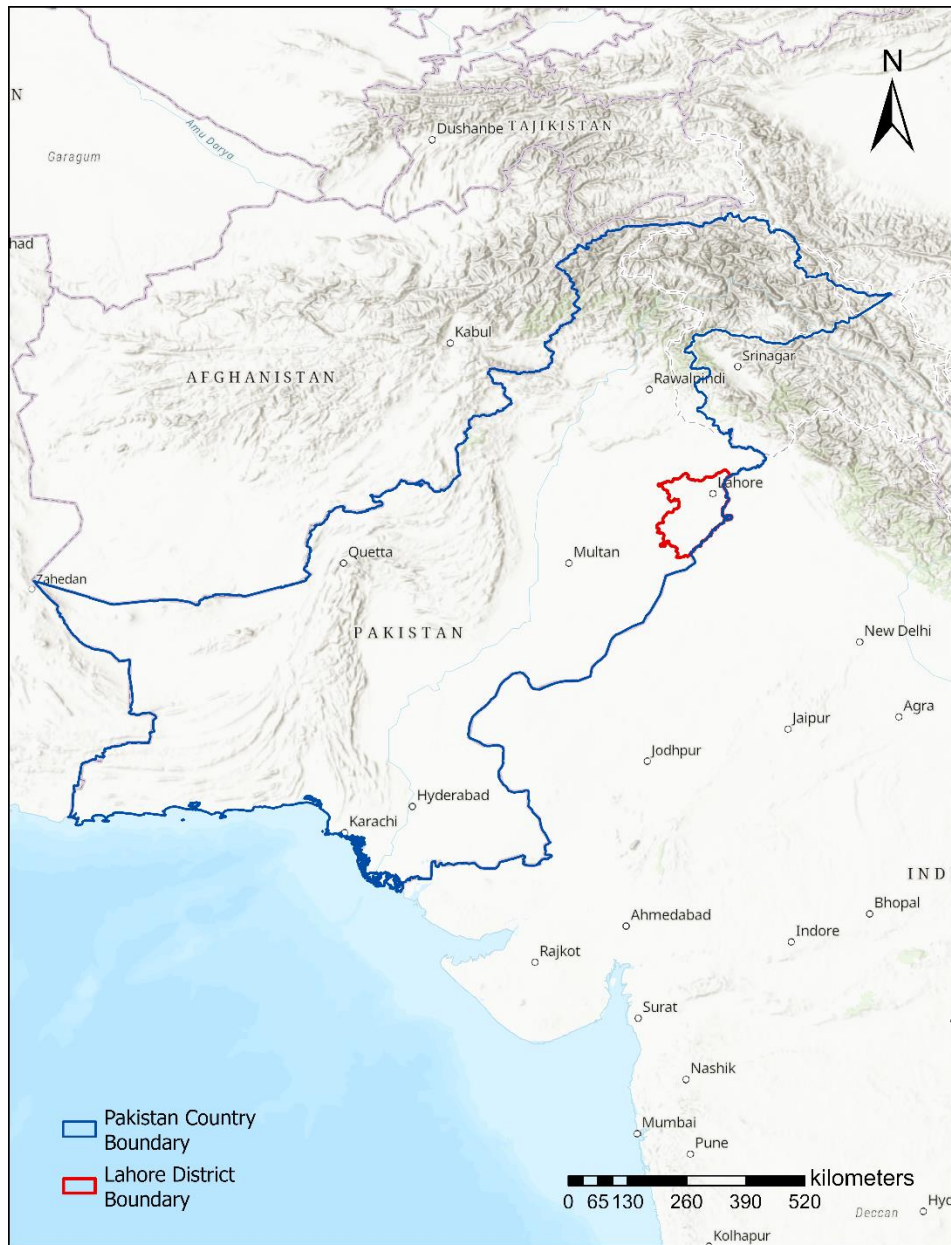 N
Dushanbe
TAJIKISTAN
N
Amu Darya
Garagum
had
Kabul
Srinagar
AFGHANISTAN
Rawalpindi
Lahore
Quetta
Multan
Zahedan
PAKISTAN
New Delhi
Agra
Jaipur
Jodhpur
Hyderabad
Karachi
IND
Bhopal
Ahmedabad
Indore
Rajkot
Surat
Nashik
Pakistan Country
Boundary
Mumbai
Pune
Lahore District
Boundary
kilometers
0 65 130 260 390 520
Hyd
Deccan
Kolhapur